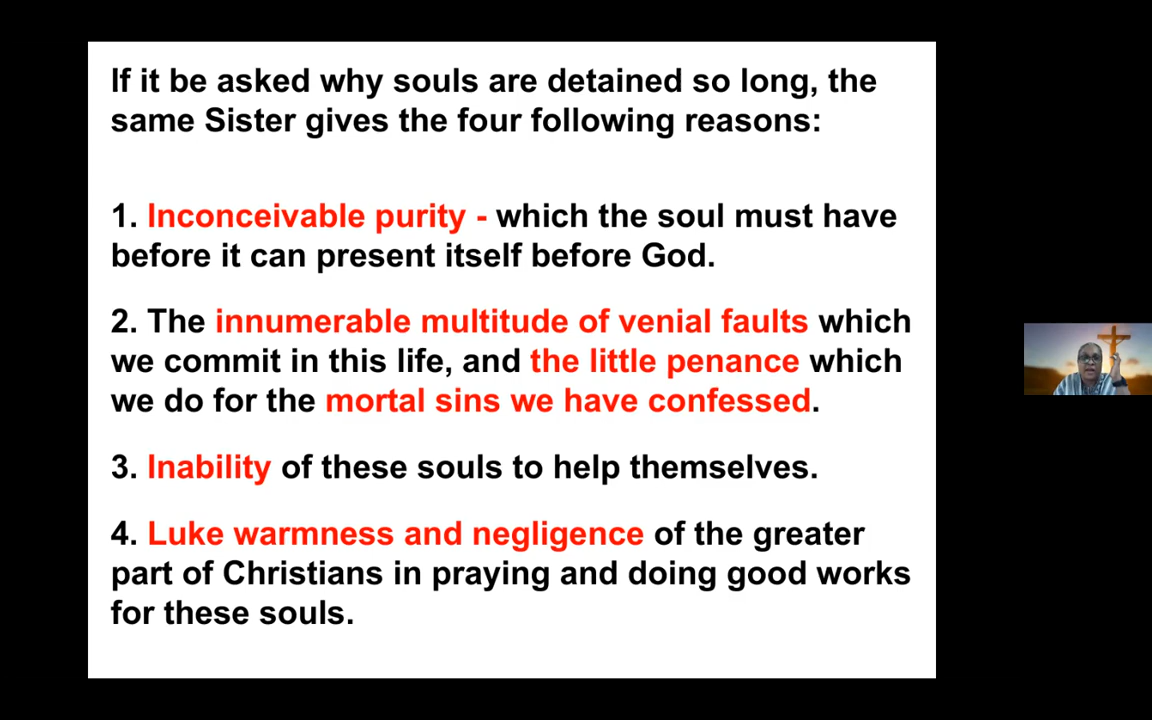 If it be asked why souls are detained so long, the
same Sister gives the four following reasons:
1. Inconceivable purity - which the soul must have
before it can present itself before God.
2. The innumerable multitude of venial faults which
we commit in this life, and the little penance which
we do for the mortal sins we have confessed.
3. Inability of these souls to help themselves.
4. Luke warmness and negligence of the greater
part of Christians in praying and doing good works
for these souls.